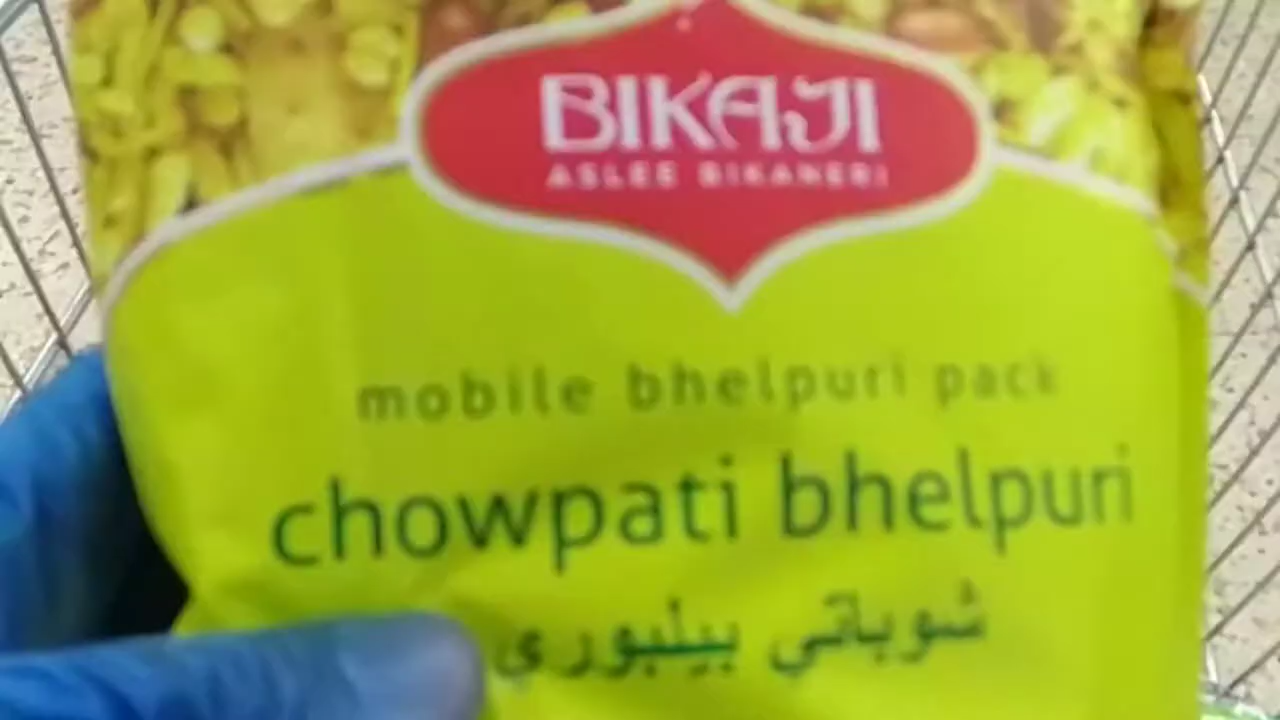 BIKAJI
ASLEE BIKANERI
mobile bhelpuri pack
chowpati bhelpuri
شوباتي بيلبوري